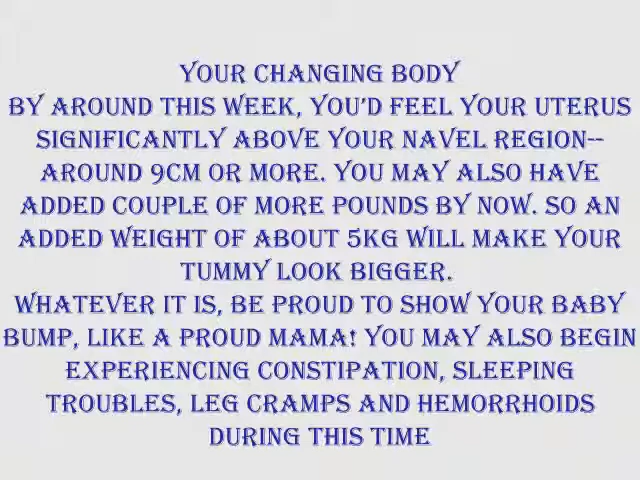 YOUR CHANGING BODY
BY AROUND THIS WEEK, YOU'D FEEL YOUR UTERUS
SIGNIFICANTLY ABOVE YOUR NAVEL REGION--
AROUND 9CM OR MORE. YOU MAY ALSO HAVE
ADDED COUPLE OF MORE POUNDS BY NOW. SO AN
ADDED WEIGHT OF ABOUT 5KG WILL MAKE YOUR
TUMMY LOOK BIGGER.
WHATEVER IT IS, BE PROUD TO SHOW YOUR BABY
BUMP, LIKE A PROUD MAMA! YOU MAY ALSO BEGIN
EXPERIENCING CONSTIPATION, SLEEPING
TROUBLES, LEG CRAMPS AND HEMORRHOIDS
DURING THIS TIME